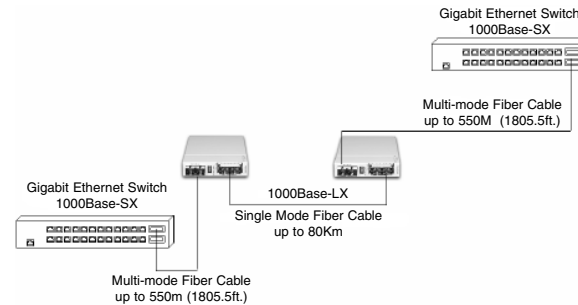 Gigabit Ethernet Switch
1000Base-SX
Multi-mode Fiber Cable
up to 550M (1805.5ft.)
1000Base-LX
Single Mode Fiber Cable
up to 80Km
Gigabit Ethernet Switch
1000Base-SX
Multi-mode Fiber Cable
up to 550m (1805.5ft.)